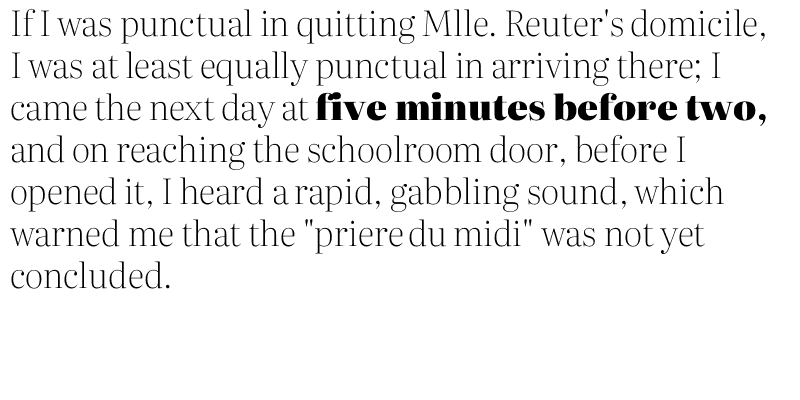 If I was punctual in quitting Mlle. Reuter's domicile,
I was at least equally punctual in arriving there; I
came the next day at five minutes before two,
and on reaching the schoolroom door, before I
opened it, I heard a rapid, gabbling sound, which
warned me that the "priere du midi" was not yet
concluded.